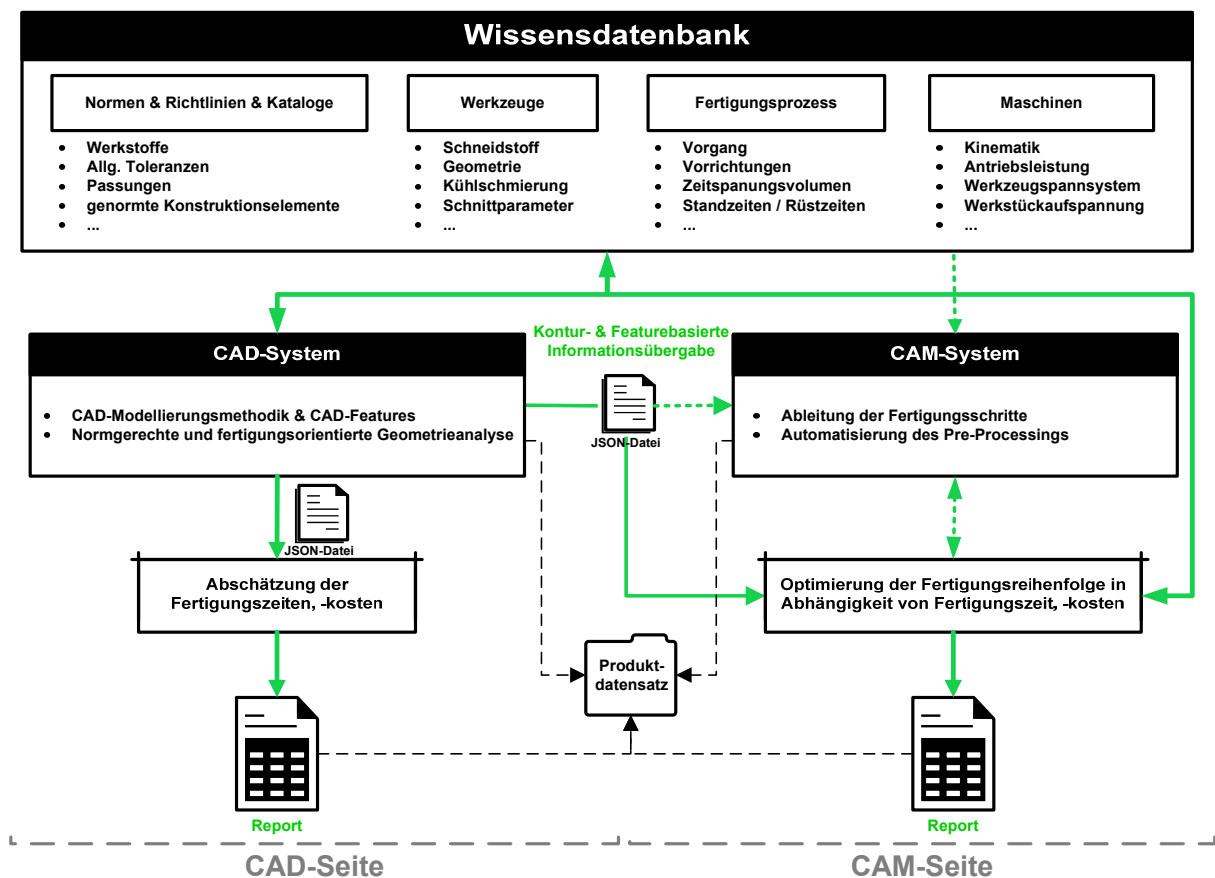 Wissensdatenbank
Normen & Richtlinien & Kataloge
Werkstoffe
Allg. Toleranzen
Passungen
genormte Konstruktionselemente
...
Werkzeuge
Schneidstoff
Geometrie
Kühlschmierung
Schnittparameter
...
Fertigungsprozess
Vorgang
Vorrichtungen
Zeitspanungsvolumen
Standzeiten / Rüstzeiten
...
Maschinen
Kinematik
Antriebsleistung
Werkzeugspannsystem
Werkstückaufspannung
...
CAD-System
CAD-Modellierungsmethodik & CAD-Features
Normgerechte und fertigungsorientierte Geometrieanalyse
Kontur- & Featurebasierte
Informationsübergabe
JSON-Datei
CAM-System
Ableitung der Fertigungsschritte
Automatisierung des Pre-Processings
JSON-Datei
Abschätzung der
Fertigungszeiten, -kosten
Optimierung der Fertigungsreihenfolge in
Abhängigkeit von Fertigungszeit, -kosten
Produkt-
datensatz
Report
Report
CAD-Seite
CAM-Seite